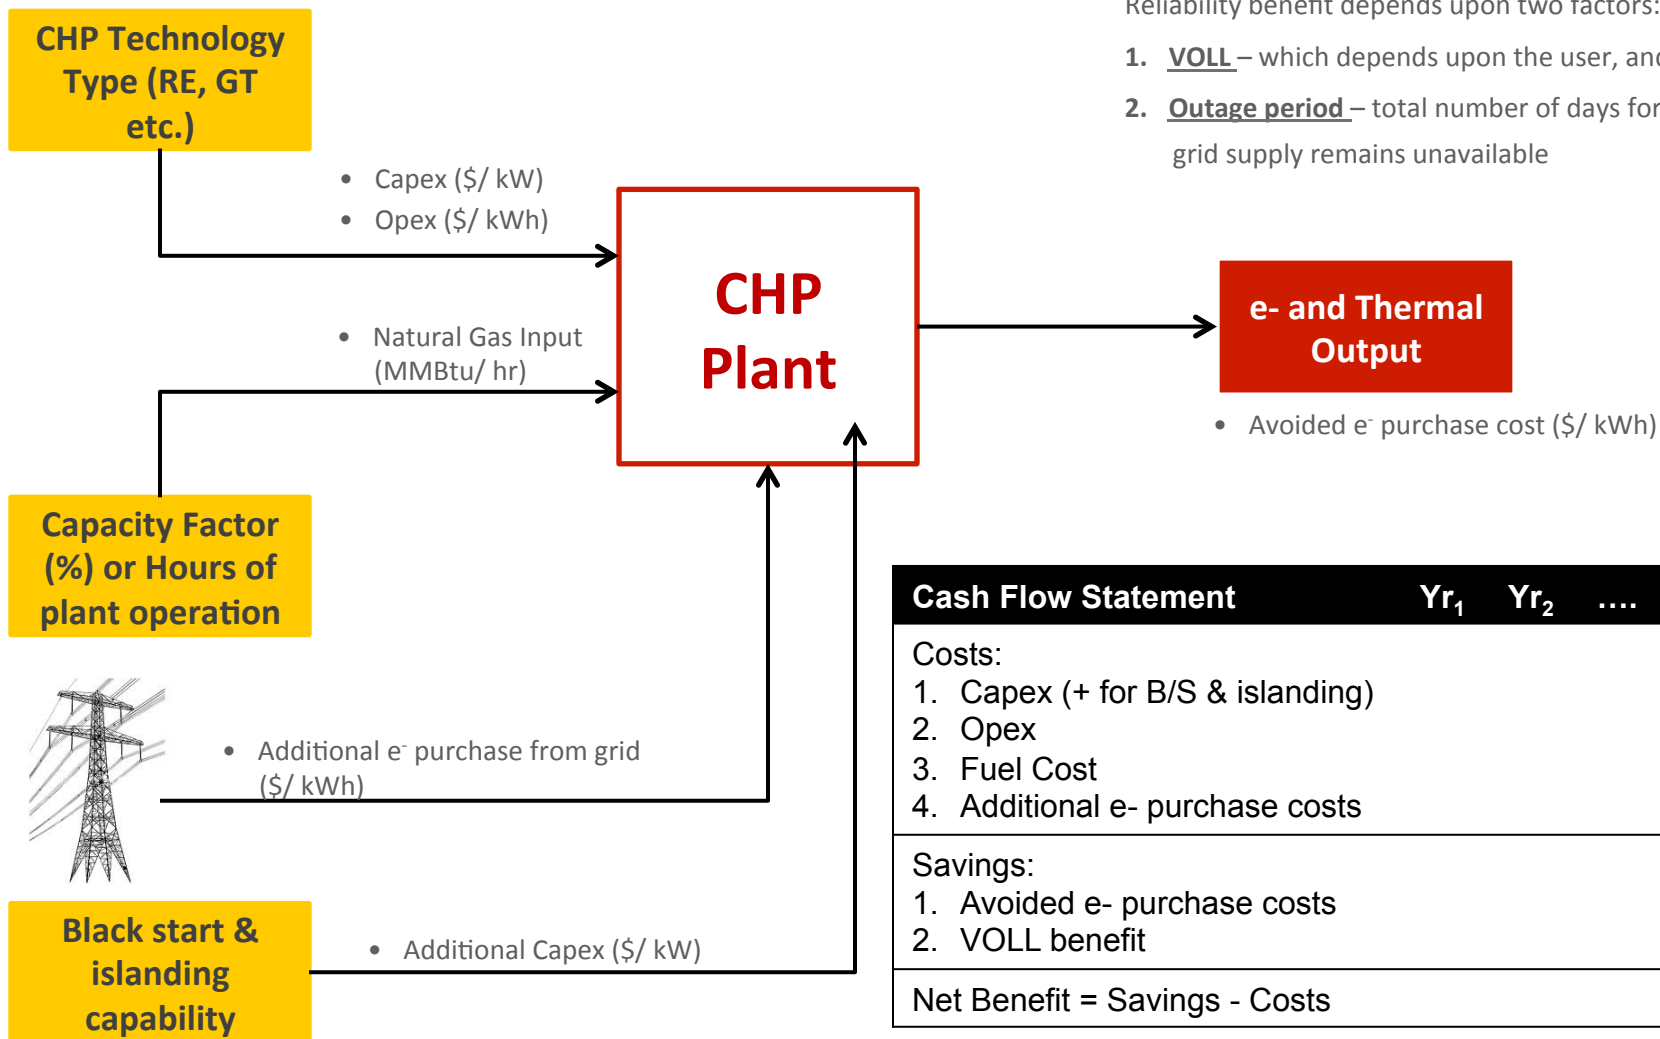 Reliability benefit depends upon two factors:
1. VOLL – which depends upon the user, and
2. Outage period – total number of days for
grid supply remains unavailable
CHP Technology
Type (RE, GT
etc.)
• Capex ($/ kW)
• Opex ($/ kWh)
CHP
Plant
e- and Thermal
Output
• Natural Gas Input
(MMBtu/ hr)
• Avoided e- purchase cost ($/ kWh)
Capacity Factor
(%) or Hours of
plant operation
• Additional e- purchase from grid
($/ kWh)
Black start &
islanding
capability
• Additional Capex ($/ kW)
Cash Flow Statement Yr1 Yr2 ....
Costs:
1. Capex (+ for B/S & islanding)
2. Opex
3. Fuel Cost
4. Additional e- purchase costs
Savings:
1. Avoided e- purchase costs
2. VOLL benefit
Net Benefit = Savings - Costs